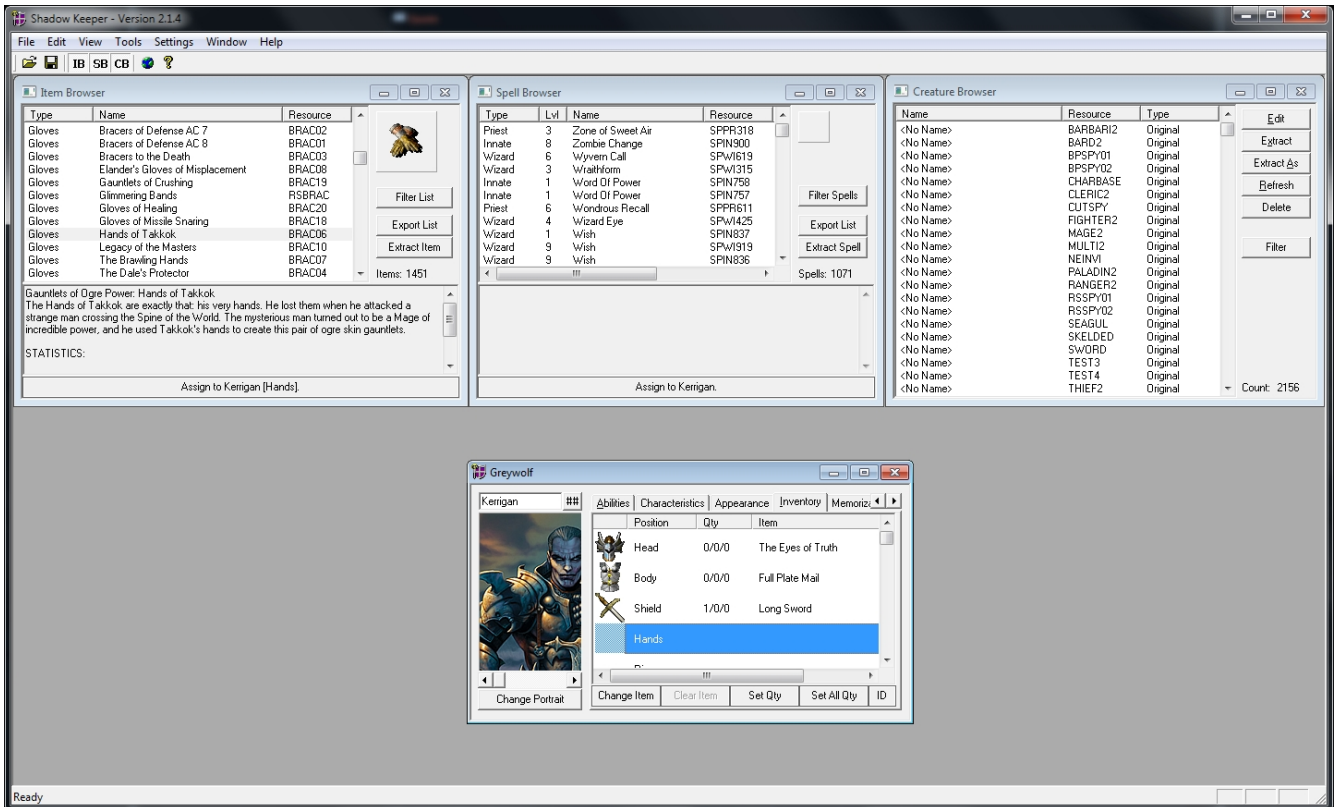 Shadow Keeper - Version 2.1.4
File Edit View Tools Settings Window Help
IB SB CB
Item Browser
Type Name Resource
Gloves Bracers of Defense AC 7 BRAC02
Gloves Bracers of Defense AC 8 BRAC01
Gloves Bracers to the Death BRAC03
Gloves Elander's Gloves of Misplacement BRAC08
Gloves Gauntlets of Crushing BRAC19
Gloves Glimmering Bands RSBRAC
Gloves Gloves of Healing BRAC20
Gloves Gloves of Missile Snaring BRAC18
Gloves Hands of Takkok BRAC06
Gloves Legacy of the Masters BRAC10
Gloves The Brawling Hands BRAC07
Gloves The Dale's Protector BRAC04
Filter List
Export List
Extract Item
Items: 1451
Gauntlets of Ogre Power: Hands of Takkok
The Hands of Takkok are exactly that: his very hands. He lost them when he attacked a
strange man crossing the Spine of the World. The mysterious man turned out to be a Mage of
incredible power, and he used Takkok's hands to create this pair of ogre skin gauntlets.
STATISTICS:
Assign to Kerrigan [Hands].
Spell Browser
Type Lvl Name Resource
Priest 3 Zone of Sweet Air SPPR318
Innate 8 Zombie Change SPIN900
Wizard 6 Wyvern Call SPWI619
Wizard 3 Wraithform SPWI315
Innate 1 Word Of Power SPIN758
Innate 1 Word Of Power SPIN757
Priest 6 Wondrous Recall SPPR611
Wizard 4 Wizard Eye SPWI425
Wizard 1 Wish SPIN837
Wizard 9 Wish SPWI919
Wizard 9 Wish SPIN836
Filter Spells
Export List
Extract Spell
Spells: 1071
Assign to Kerrigan.
Creature Browser
Name Resource Type
<No Name> BARBARI2 Original
<No Name> BARD2 Original
<No Name> BPSPY01 Original
<No Name> BPSPY02 Original
<No Name> CHARBASE Original
<No Name> CLERIC2 Original
<No Name> CUTSPY Original
<No Name> FIGHTER2 Original
<No Name> MAGE2 Original
<No Name> MULTI2 Original
<No Name> NEINVI Original
<No Name> PALADIN2 Original
<No Name> RANGER2 Original
<No Name> RSSPY01 Original
<No Name> RSSPY02 Original
<No Name> SEAGUL Original
<No Name> SKELDED Original
<No Name> SWORD Original
<No Name> TEST3 Original
<No Name> TEST4 Original
<No Name> THIEF2 Original
Edit
Extract
Extract As
Refresh
Delete
Filter
Count: 2156
Greywolf
Kerrigan ##
Change Portrait
Abilities Characteristics Appearance Inventory Memoriz
Position Qty Item
Head 0/0/0 The Eyes of Truth
Body 0/0/0 Full Plate Mail
Shield 1/0/0 Long Sword
Hands
Change Item Clear Item Set Qty Set All Qty ID
Ready